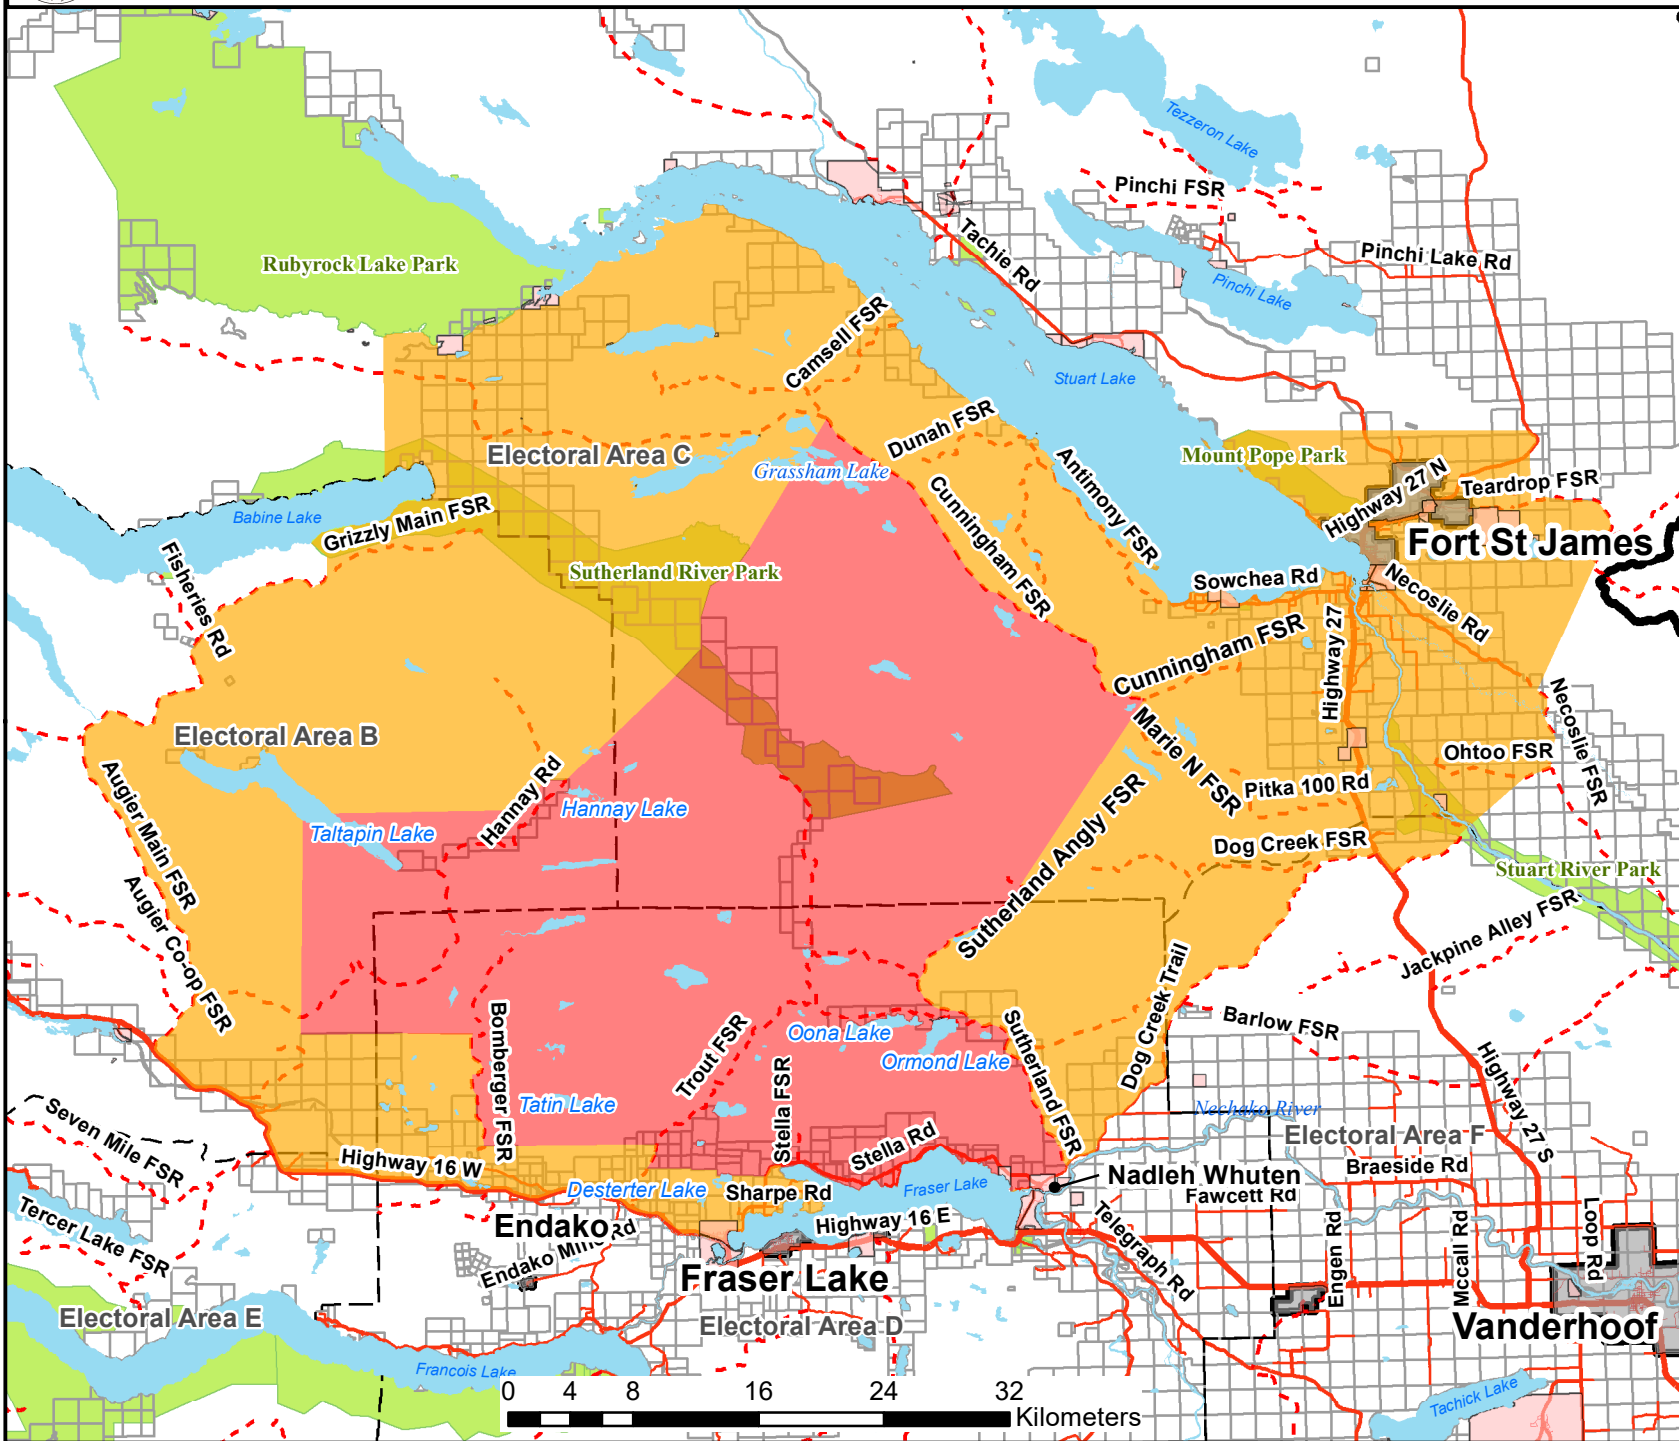 Tezzeron Lake
Pinchi FSR
Tachie Rd
Pinchi Lake Rd
Rubyrock Lake Park
Pinchi Lake
Camsell FSR
Stuart Lake
Dunah FSR
Electoral Area C
Grassham Lake
Mount Pope Park
Antimony FSR
Highway 27 N
Teardrop FSR
Babine Lake
Grizzly Main FSR
Cunningham FSR
Fort St James
Fisheries Rd
Sutherland River Park
Sowchea Rd
Necoslie Rd
Cunningham FSR
Highway 27
Electoral Area B
Marie N FSR
Necoslie FSR
Ohtoo FSR
Augier Main FSR
Hannay Rd
Hannay Lake
Pitka 100 Rd
Taltapin Lake
Sutherland Angly FSR
Dog Creek FSR
Stuart River Park
Augier Co-op FSR
Jackpine Alley FSR
Dog Creek Trail
Bomberger FSR
Trout FSR
Oona Lake
Ormond Lake
Sutherland FSR
Barlow FSR
Highway 27 S
Seven Mile FSR
Tatin Lake
Stella FSR
Stella Rd
Nechako River
Electoral Area F
Highway 16 W
Braeside Rd
Desterter Lake
Sharpe Rd
Fraser Lake
Nadleh Whuten
Fawcett Rd
Tercer Lake FSR
Endako
Endako Mine Rd
Highway 16 E
Telegraph Rd
Engen Rd
Mccall Rd
Loop Rd
Fraser Lake
Electoral Area E
Electoral Area D
Vanderhoof
Francois Lake
Tachick Lake
0 4 8 16 24 32
Kilometers